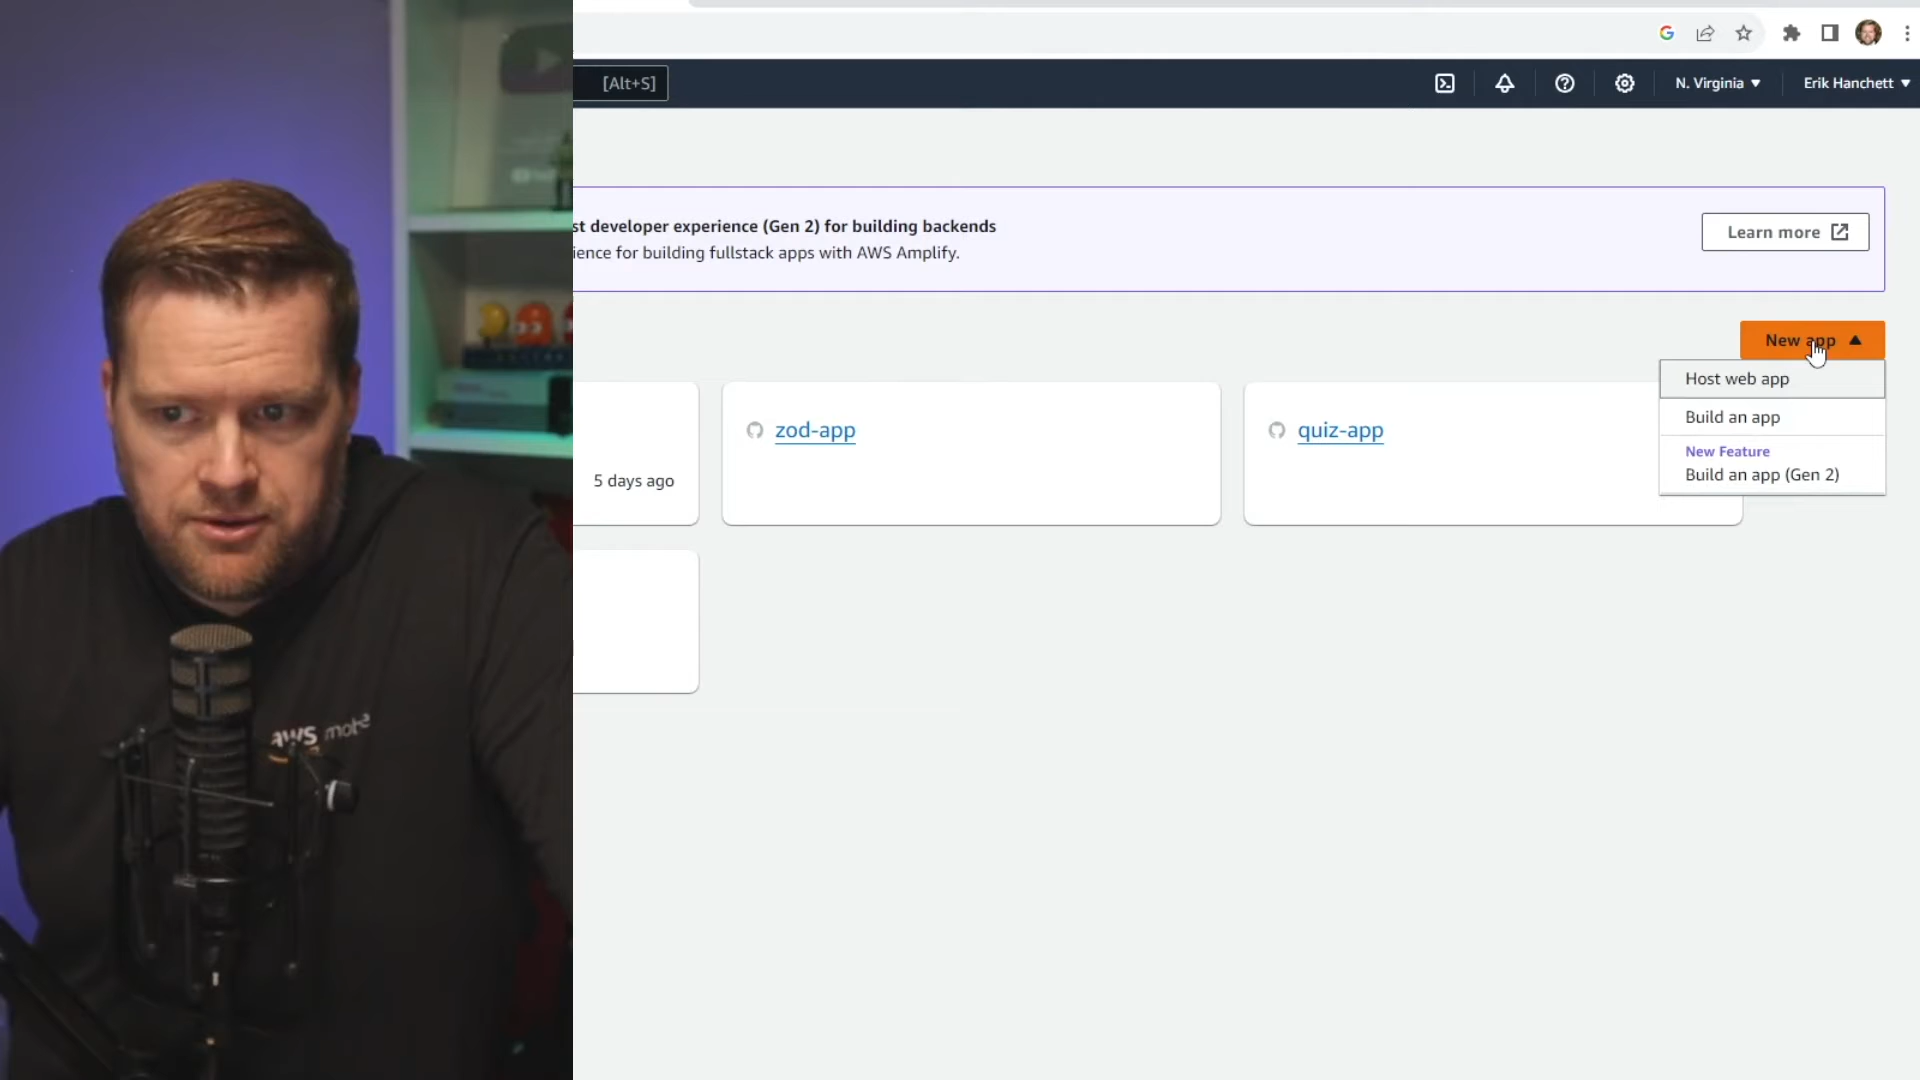 [Alt+S]
N. Virginia
Erik Hanchett
st developer experience (Gen 2) for building backends
ience for building fullstack apps with AWS Amplify.
Learn more
New app
Host web app
Build an app
New Feature
Build an app (Gen 2)
zod-app
quiz-app
5 days ago
aws